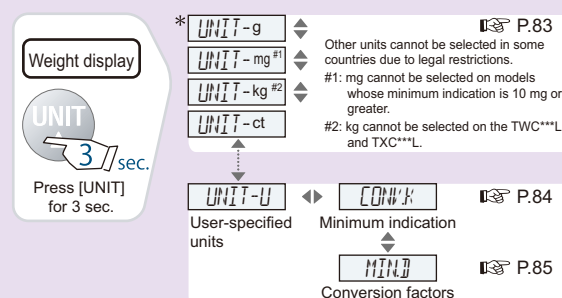 Weight display
UNIT
3 sec.
Press [UNIT]
for 3 sec.
* UNIT-g
UNIT-mg #1
UNIT-kg #2
UNIT-ct
P.83
Other units cannot be selected in some
countries due to legal restrictions.
#1: mg cannot be selected on models
whose minimum indication is 10 mg or
greater.
#2: kg cannot be selected on the TWC***L
and TXC***L.
UNIT-U
User-specified
units
CONV.K
Minimum indication
P.84
MIN.D
Conversion factors
P.85